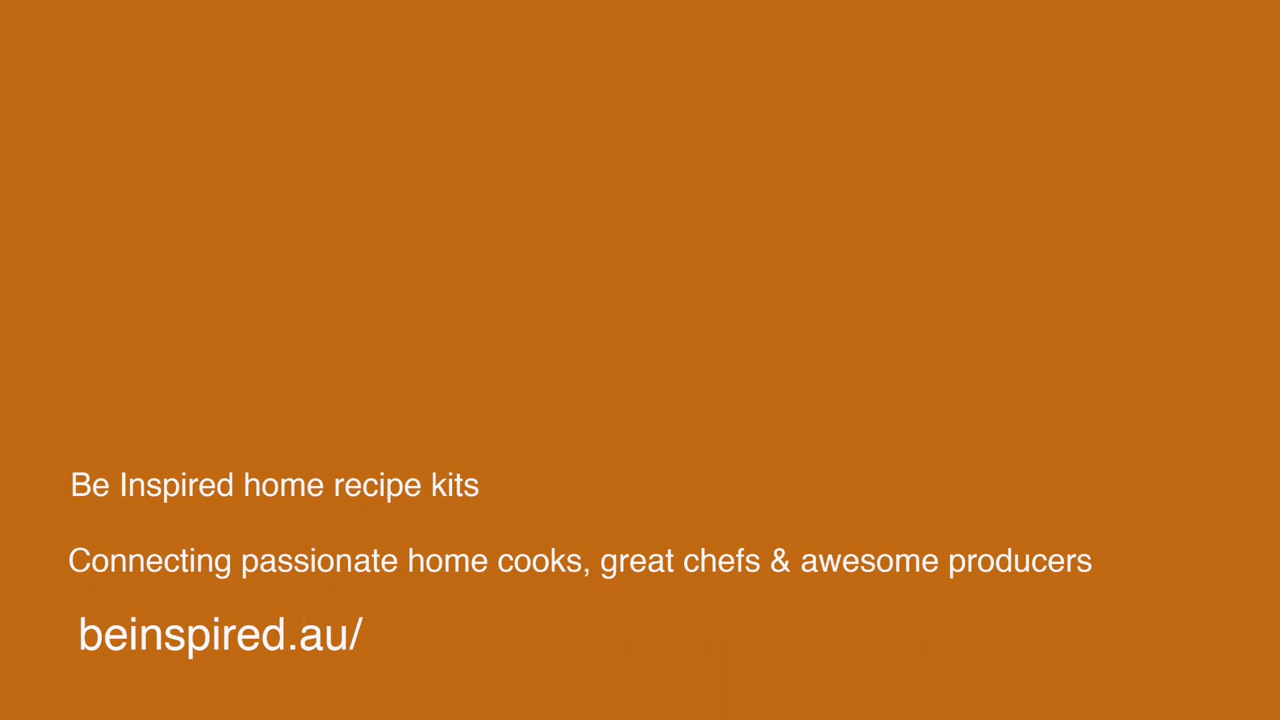 Be Inspired home recipe kits
Connecting passionate home cooks, great chefs & awesome producers
beinspired.au/